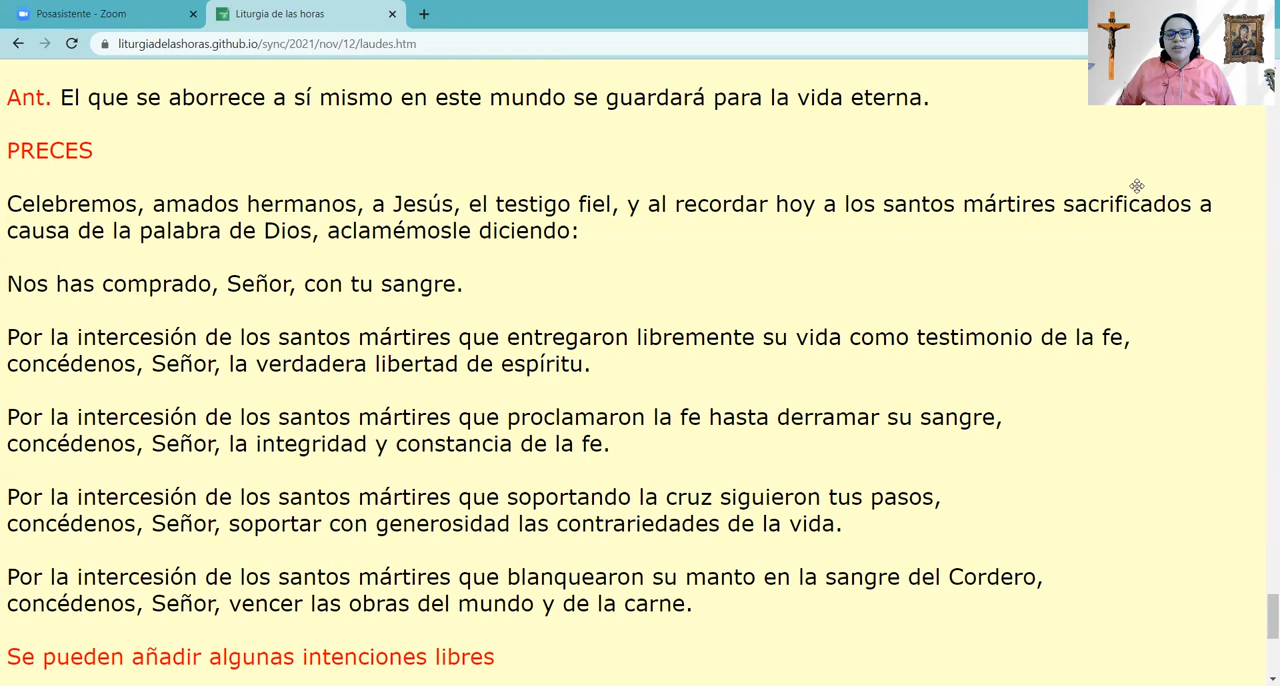 Posasistente - Zoom
Liturgia de las horas
liturgiadelashoras.github.io/sync/2021/nov/12/laudes.htm
Ant. El que se aborrece a sí mismo en este mundo se guardará para la vida eterna.
PRECES
Celebremos, amados hermanos, a Jesús, el testigo fiel, y al recordar hoy a los santos mártires sacrificados a
causa de la palabra de Dios, aclamémosle diciendo:
Nos has comprado, Señor, con tu sangre.
Por la intercesión de los santos mártires que entregaron libremente su vida como testimonio de la fe,
concédenos, Señor, la verdadera libertad de espíritu.
Por la intercesión de los santos mártires que proclamaron la fe hasta derramar su sangre,
concédenos, Señor, la integridad y constancia de la fe.
Por la intercesión de los santos mártires que soportando la cruz siguieron tus pasos,
concédenos, Señor, soportar con generosidad las contrariedades de la vida.
Por la intercesión de los santos mártires que blanquearon su manto en la sangre del Cordero,
concédenos, Señor, vencer las obras del mundo y de la carne.
Se pueden añadir algunas intenciones libres